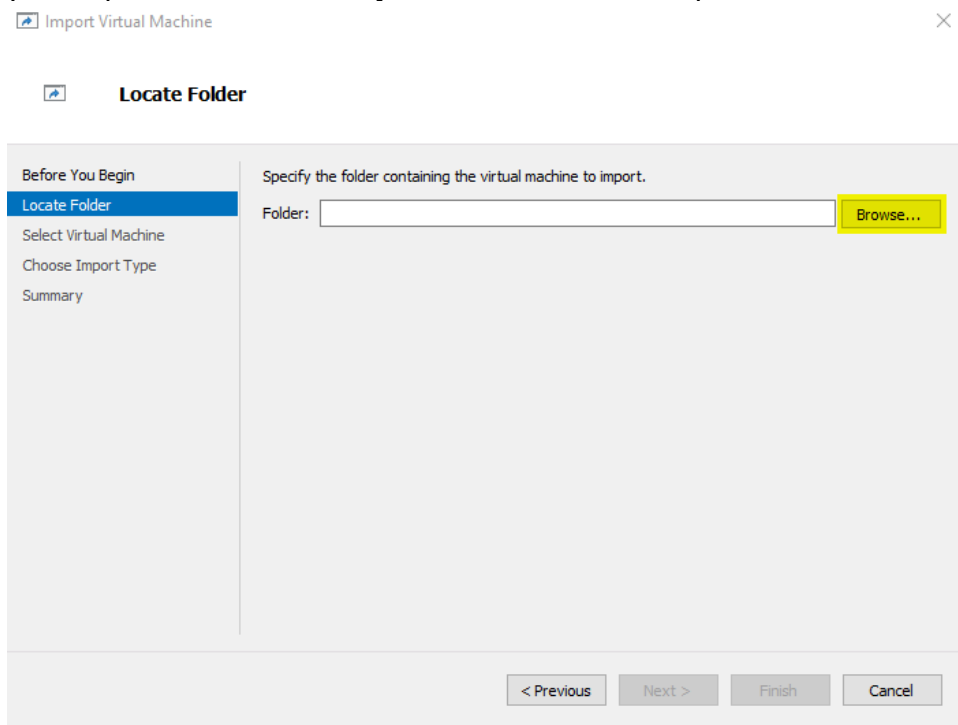 Import Virtual Machine
Locate Folder
Before You Begin
Locate Folder
Select Virtual Machine
Choose Import Type
Summary
Specify the folder containing the virtual machine to import.
Folder:
Browse...
< Previous
Next >
Finish
Cancel